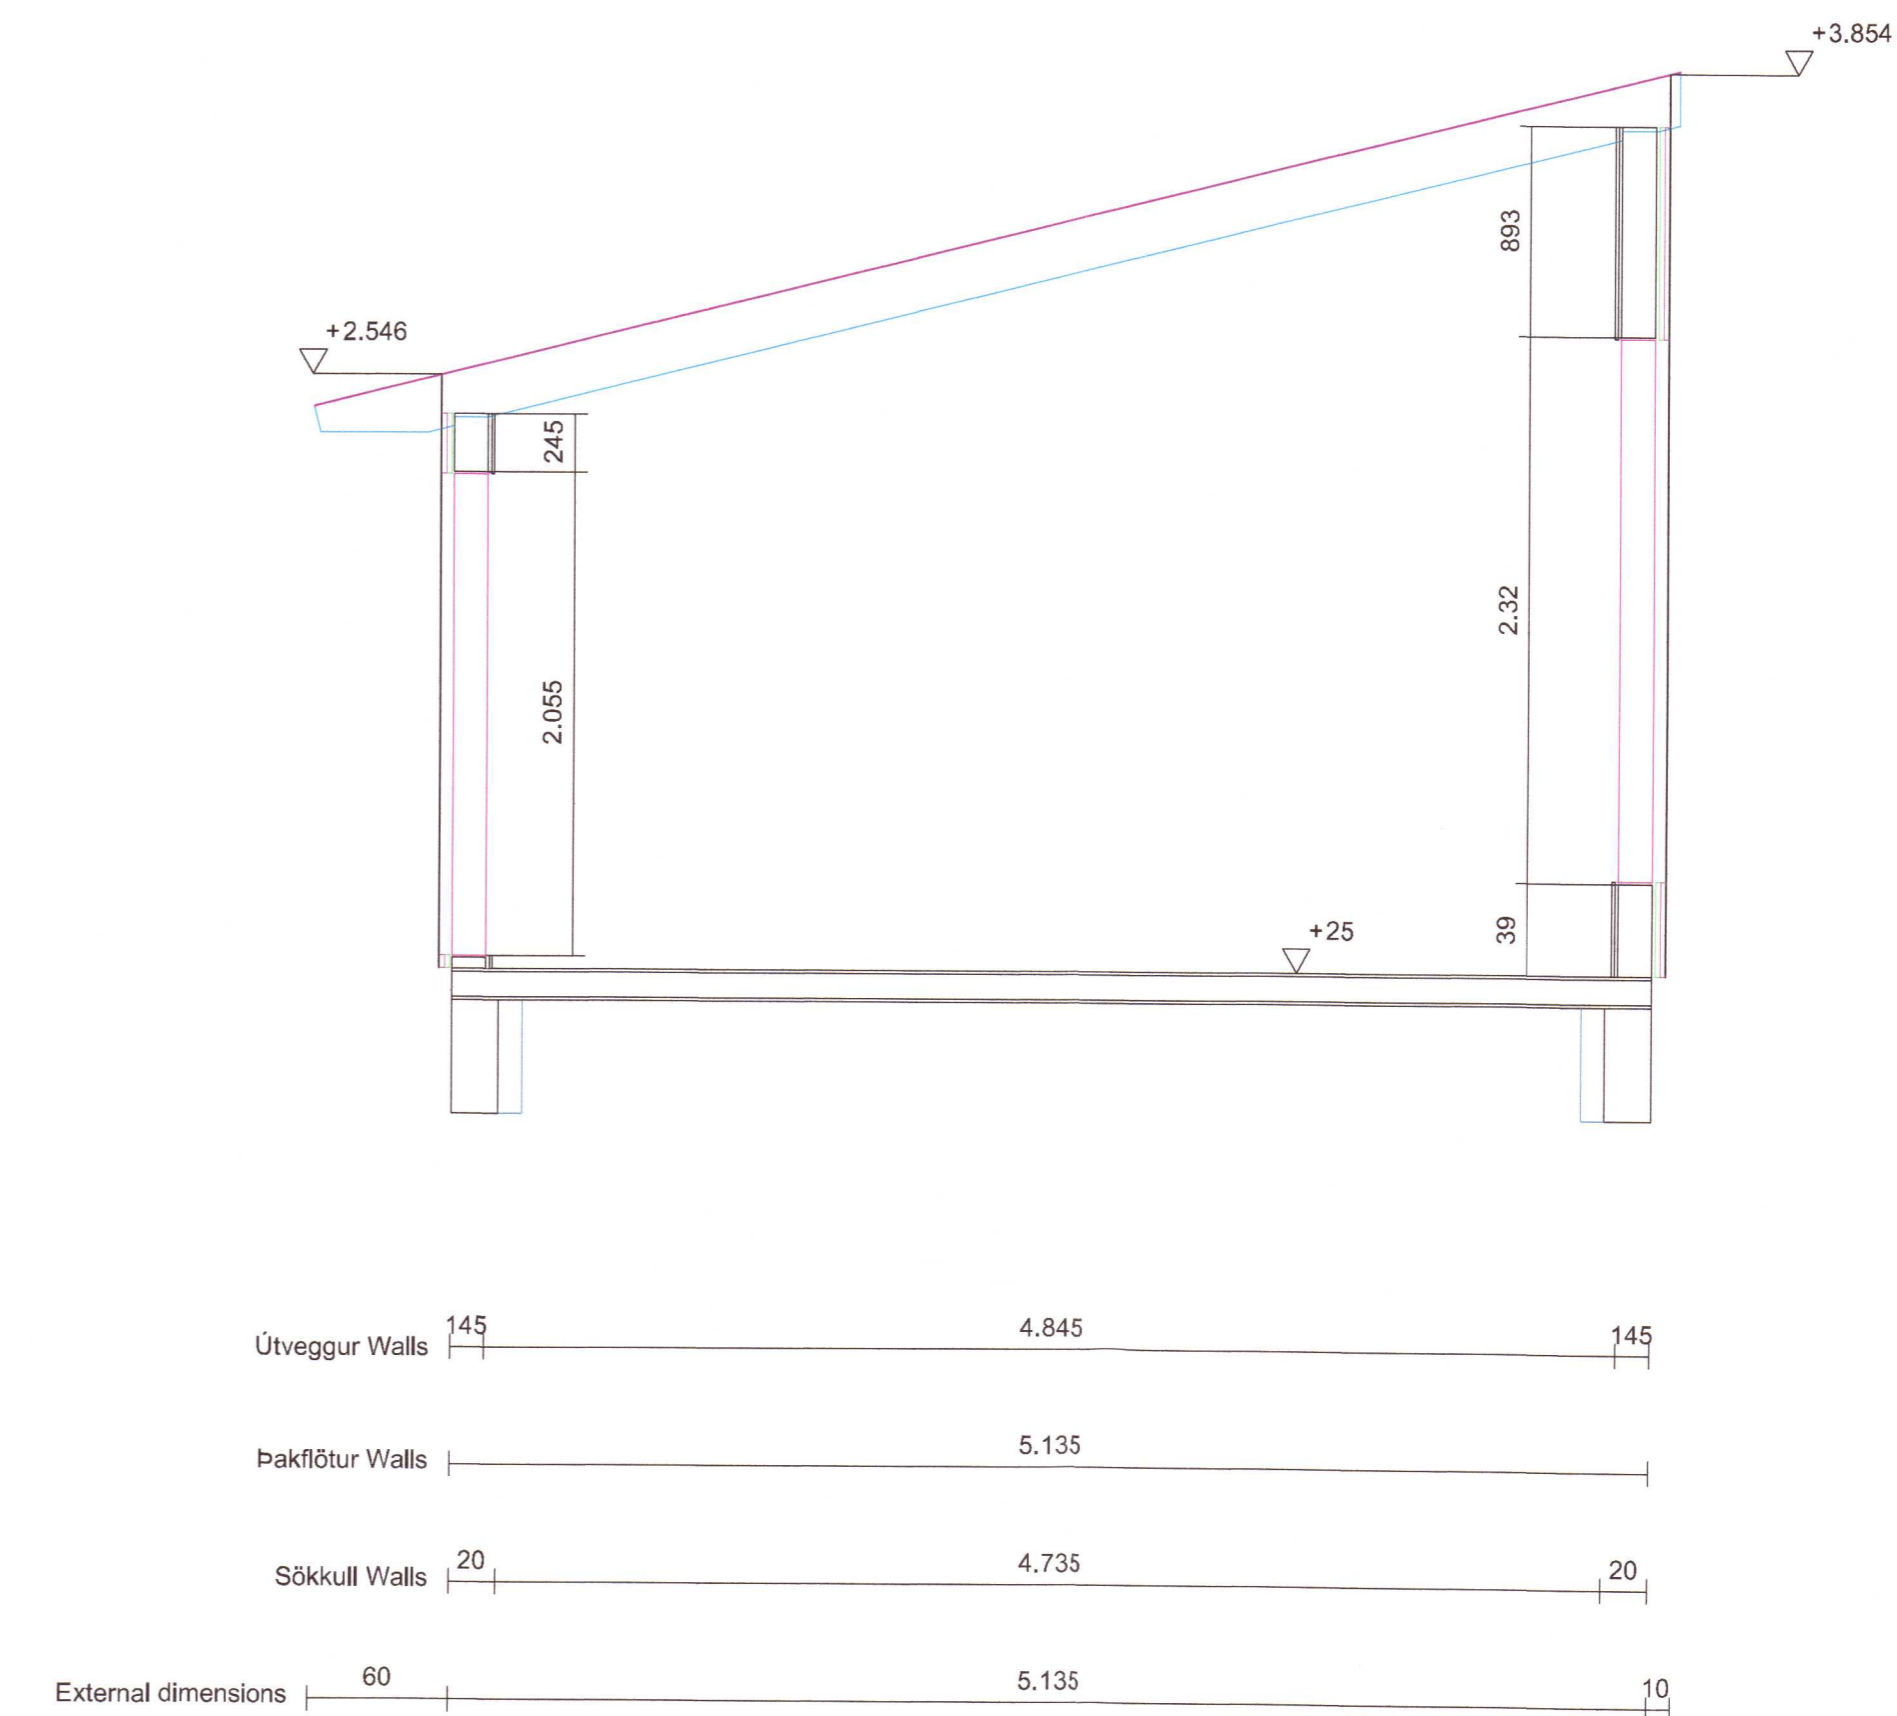 +3.854
893
+2.546
245
2.32
2.055
39
+25
145 4.845 145
Útveggur Walls
5.135
Þakflötur Walls
20 4.735 20
Sökkull Walls
60 5.135 10
External dimensions